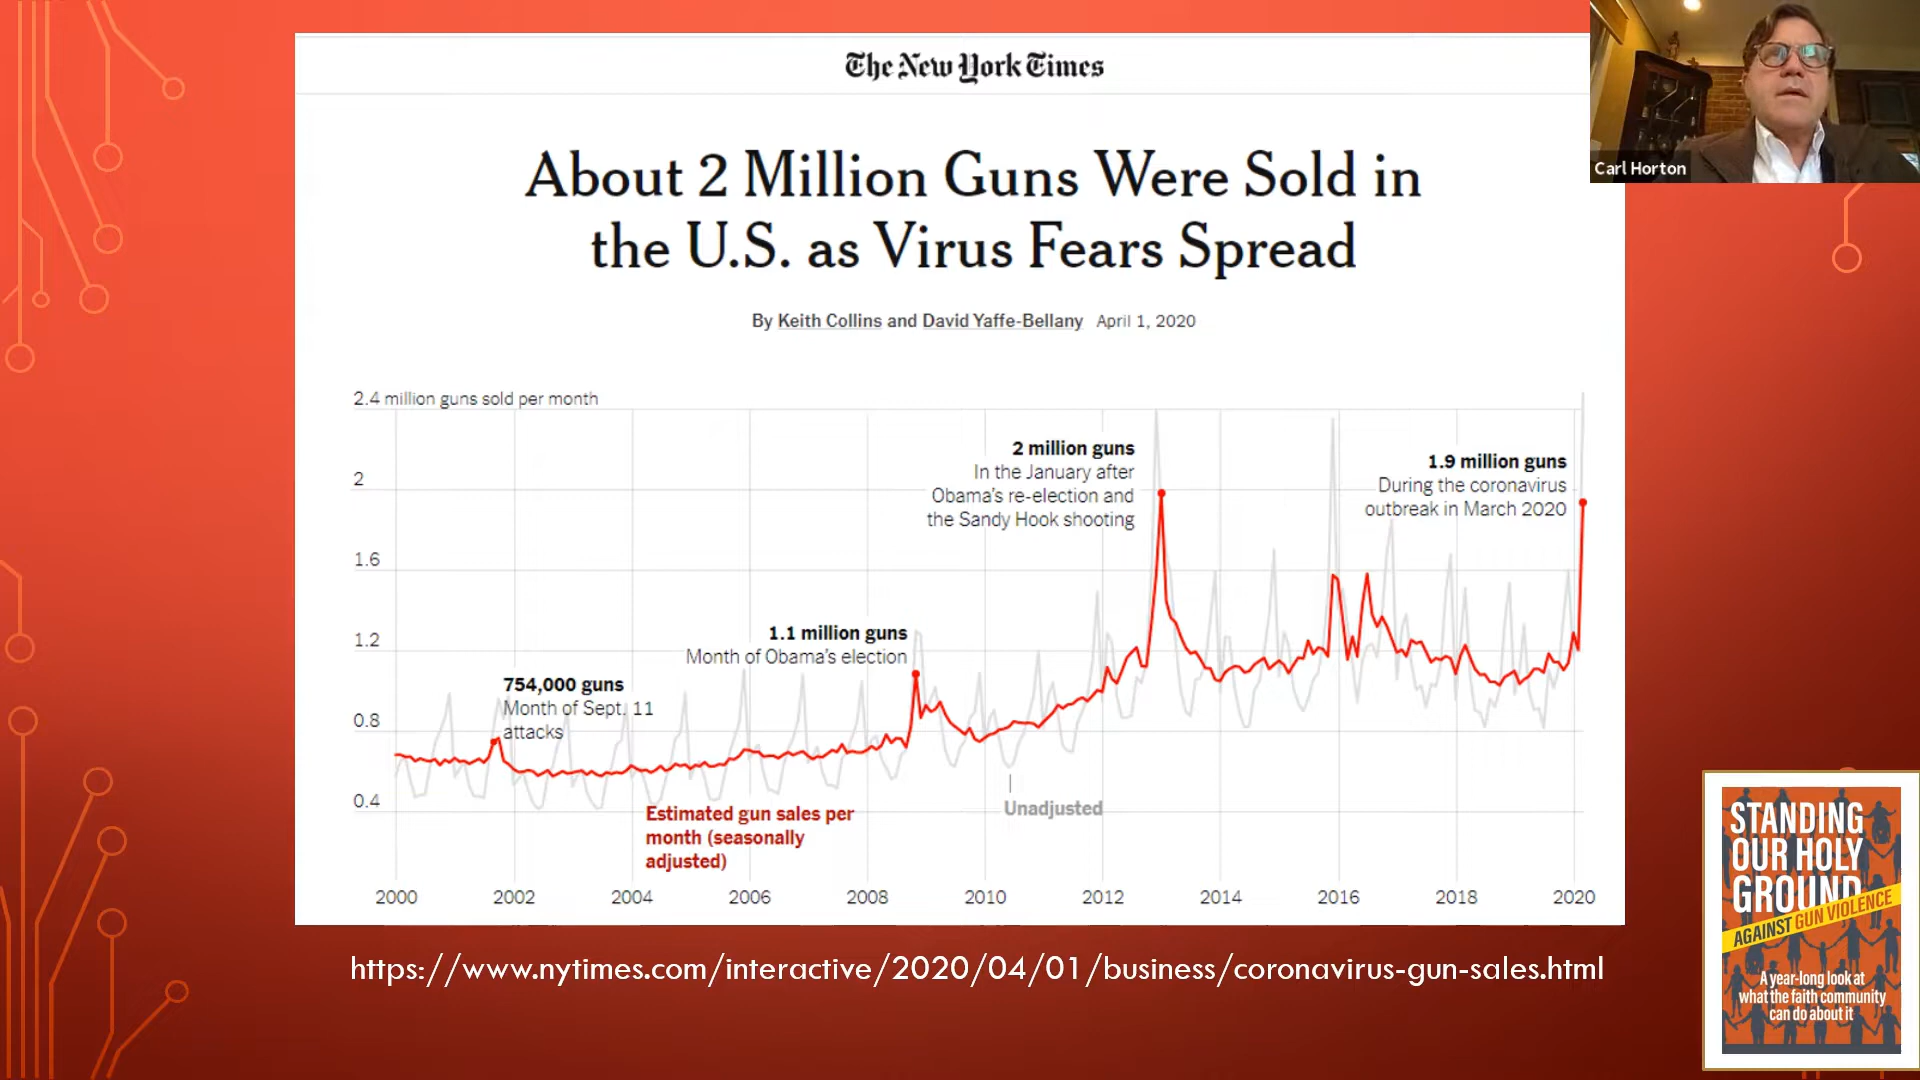 The New York Times
About 2 Million Guns Were Sold in
the U.S. as Virus Fears Spread
By Keith Collins and David Yaffe-Bellany April 1, 2020
Carl Horton
2.4 million guns sold per month
2
1.6
1.2
0.8
0.4
754,000 guns
Month of Sept. 11
attacks
1.1 million guns
Month of Obama's election
2 million guns
In the January after
Obama's re-election and
the Sandy Hook shooting
1.9 million guns
During the coronavirus
outbreak in March 2020
Estimated gun sales per
month (seasonally
adjusted)
Unadjusted
2000 2002 2004 2006 2008 2010 2012 2014 2016 2018 2020
https://www.nytimes.com/interactive/2020/04/01/business/coronavirus-gun-sales.html
STANDING
OUR HOLY
GROUND
AGAINST GUN VIOLENCE
A year-long look at
what the faith community
can do about it